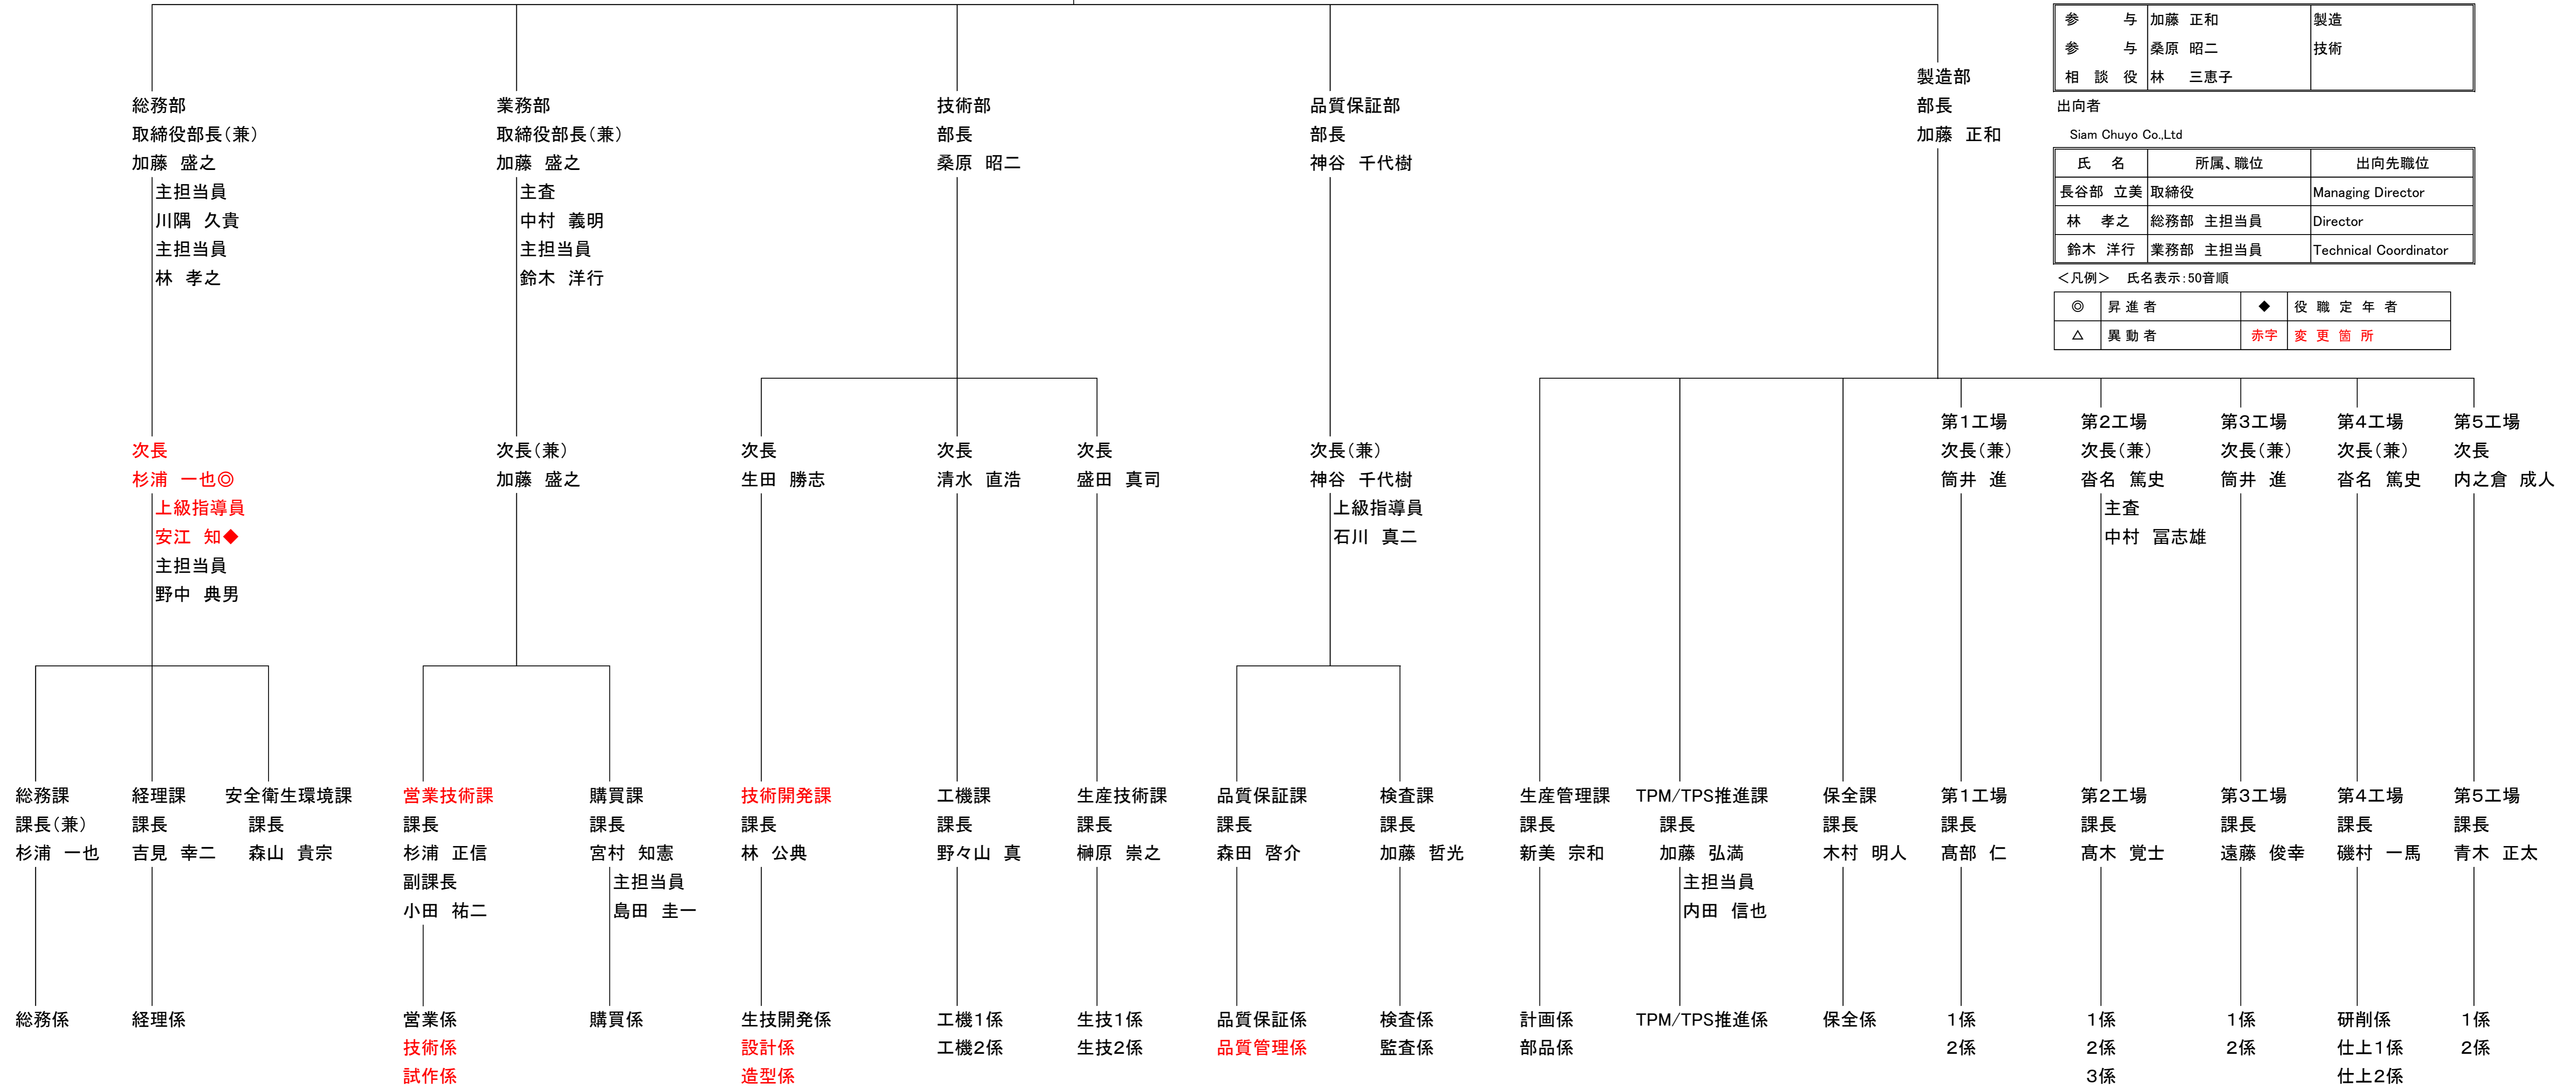 参　　　与 加藤 正和 製造
参　　　与 桑原 昭二 技術
相 談 役 林 三恵子
出向者
Siam Chuyo Co.,Ltd
氏 名 所属、職位 出向先職位
長谷部 立美 取締役 Managing Director
林 孝之 総務部 主担当員 Director
鈴木 洋行 業務部 主担当員 Technical Coordinator
＜凡例＞ 氏名表示：50音順
◎ 昇進者 ◆ 役職定年者
△ 異動者 赤字 変更箇所
総務部
取締役部長（兼）
加藤 盛之
主担当員
川隅 久貴
主担当員
林 孝之
次長
杉浦 一也◎
上級指導員
安江 知◆
主担当員
野中 典男
総務課
課長（兼）
杉浦 一也
総務係
経理課
課長
吉見 幸二
経理係
安全衛生環境課
課長
森山 貴宗
業務部
取締役部長（兼）
加藤 盛之
主査
中村 義明
主担当員
鈴木 洋行
次長（兼）
加藤 盛之
営業技術課
課長
杉浦 正信
副課長
小田 祐二
営業係
技術係
試作係
購買課
課長
宮村 知憲
主担当員
島田 圭一
購買係
技術部
部長
桑原 昭二
次長
生田 勝志
技術開発課
課長
林 公典
生技開発係
設計係
造型係
次長
清水 直浩
工機課
課長
野々山 真
工機1係
工機2係
次長
盛田 真司
生産技術課
課長
榊原 崇之
生技1係
生技2係
品質保証部
部長
神谷 千代樹
次長（兼）
神谷 千代樹
上級指導員
石川 真二
品質保証課
課長
森田 啓介
品質保証係
品質管理係
検査課
課長
加藤 哲光
検査係
監査係
製造部
部長
加藤 正和
生産管理課
課長
新美 宗和
計画係
部品係
TPM/TPS推進課
課長
加藤 弘満
主担当員
内田 信也
TPM/TPS推進係
保全課
課長
木村 明人
保全係
第1工場
次長（兼）
筒井 進
第1工場
課長
髙部 仁
1係
2係
第2工場
次長（兼）
沓名 篤史
主査
中村 冨志雄
第2工場
課長
髙木 覚士
1係
2係
3係
第3工場
次長（兼）
筒井 進
第3工場
課長
遠藤 俊幸
1係
2係
第4工場
次長（兼）
沓名 篤史
第4工場
課長
磯村 一馬
研削係
仕上1係
仕上2係
第5工場
次長
内之倉 成人
第5工場
課長
青木 正太
1係
2係